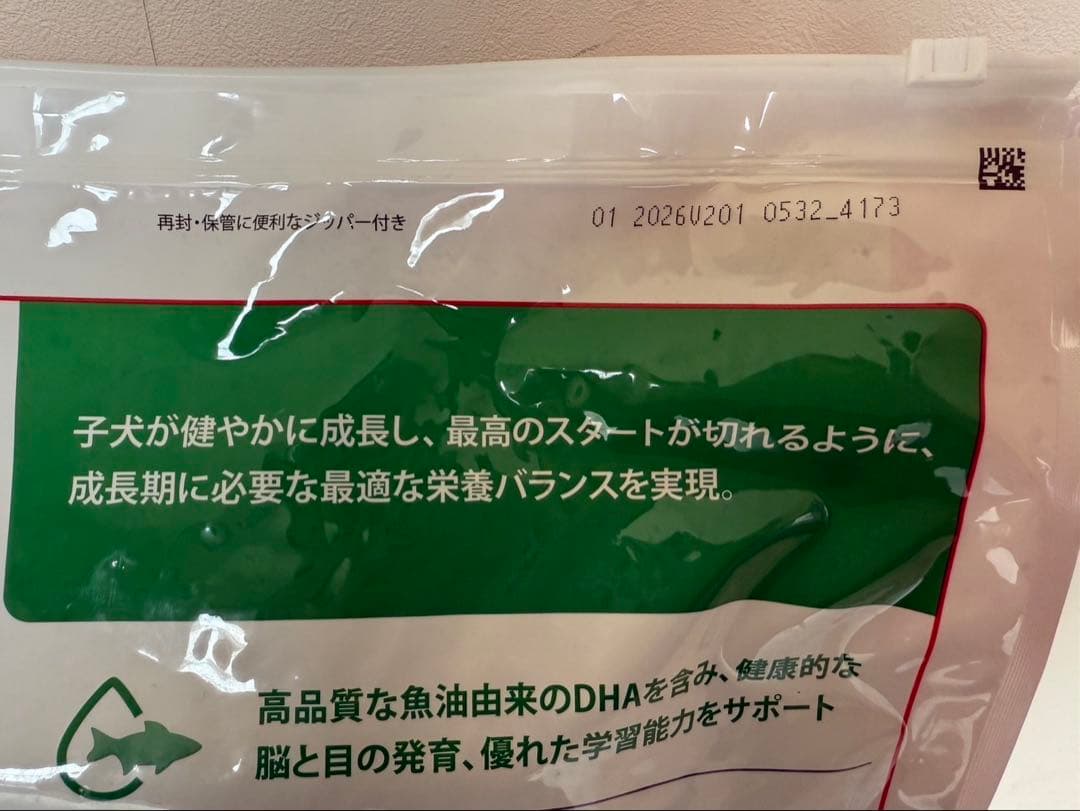 再封・保管に便利なジッパー付き
01 2026V201 0532_4173
子犬が健やかに成長し、最高のスタートが切れるように、
成長期に必要な最適な栄養バランスを実現。
高品質な魚油由来のDHAを含み、健康的な
脳と目の発育、優れた学習能力をサポート